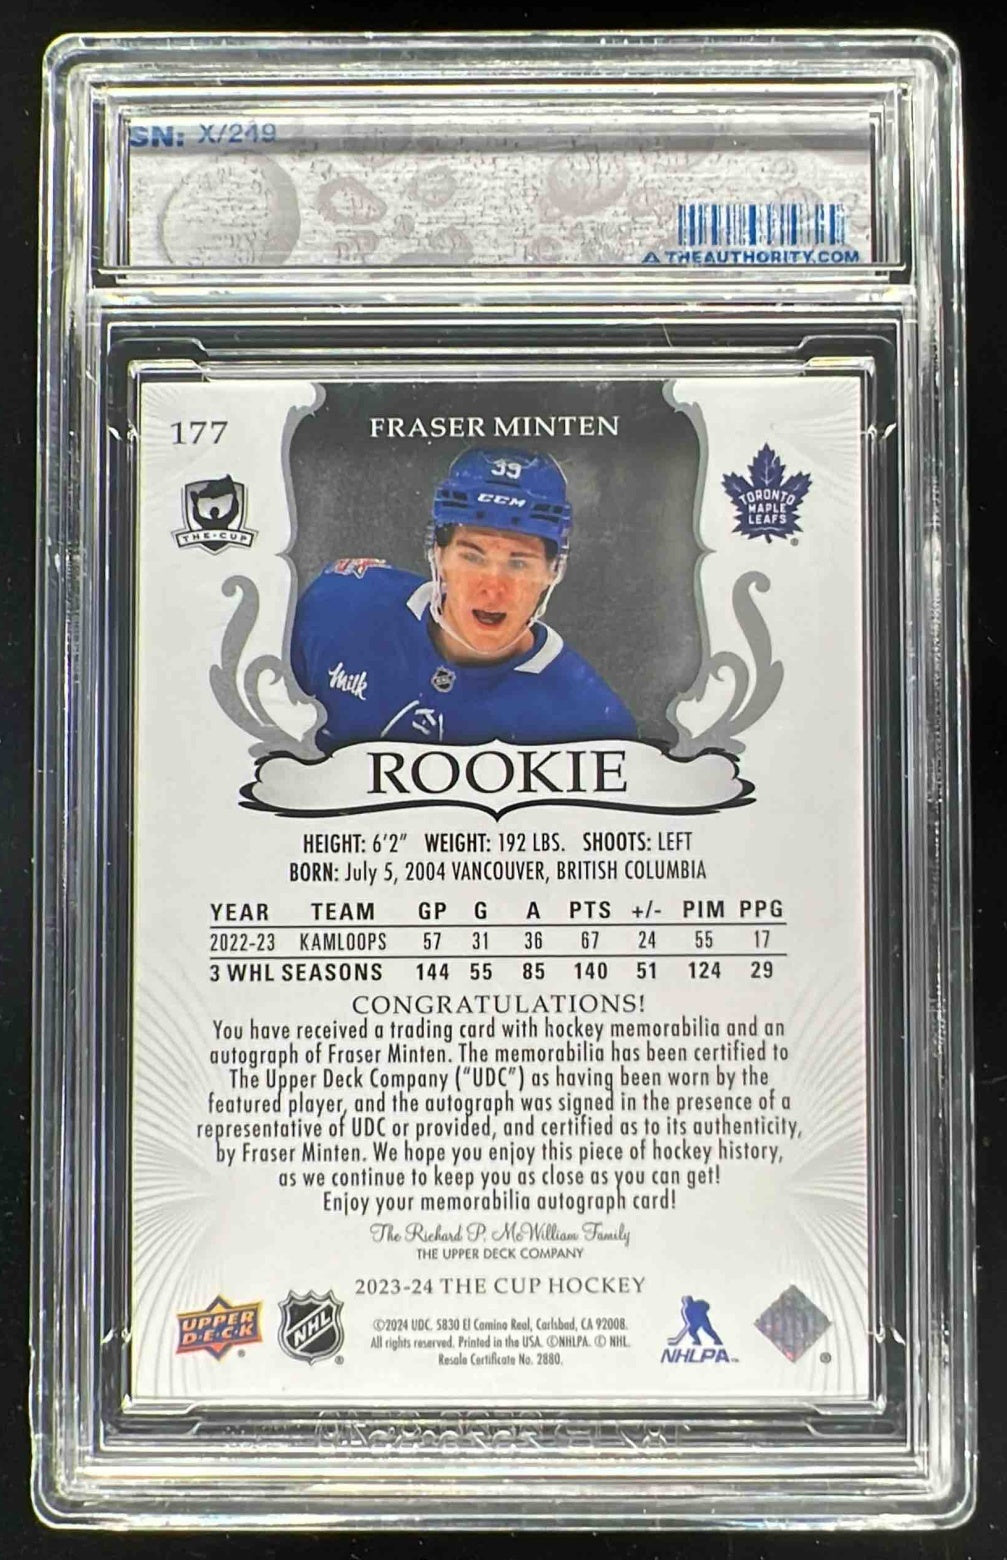 SN: X/249
ATHEAUTHORITY.COM
177
FRASER MINTEN
39
CCM
THE·CUP
TORONTO
MAPLE
LEAFS
Milk
ROOKIE
HEIGHT: 6'2" WEIGHT: 192 LBS. SHOOTS: LEFT
BORN: July 5, 2004 VANCOUVER, BRITISH COLUMBIA
YEAR TEAM GP G A PTS +/- PIM PPG
2022-23 KAMLOOPS 57 31 36 67 24 55 17
3 WHL SEASONS 144 55 85 140 51 124 29
CONGRATULATIONS!
You have received a trading card with hockey memorabilia and an
autograph of Fraser Minten. The memorabilia has been certified to
The Upper Deck Company ("UDC") as having been worn by the
featured player, and the autograph was signed in the presence of a
representative of UDC or provided, and certified as to its authenticity,
by Fraser Minten. We hope you enjoy this piece of hockey history,
as we continue to keep you as close as you can get!
Enjoy your memorabilia autograph card!
The Richard P. McWilliam Family
THE UPPER DECK COMPANY
2023-24 THE CUP HOCKEY
UPPER
D·E·C·K
NHL
©2024 UDC. 5830 El Camino Real, Carlsbad, CA 92008.
All rights reserved. Printed in the USA. ©NHLPA. © NHL.
Resale Certificate No. 2880.
NHLPA™